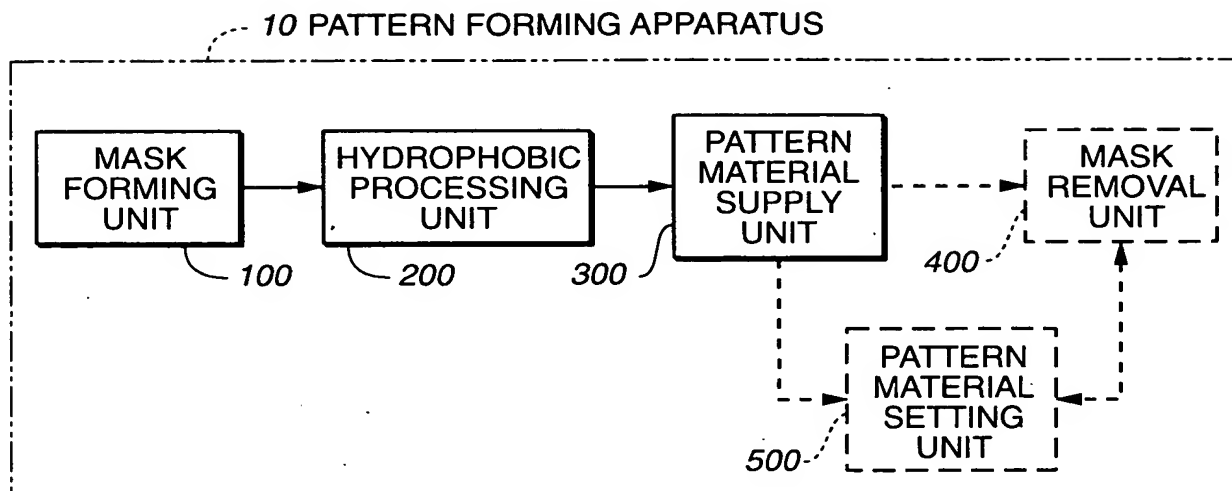 10 PATTERN FORMING APPARATUS
MASK
FORMING
UNIT
100
HYDROPHOBIC
PROCESSING
UNIT
200
PATTERN
MATERIAL
SUPPLY
UNIT
300
MASK
REMOVAL
UNIT
400
PATTERN
MATERIAL
SETTING
UNIT
500